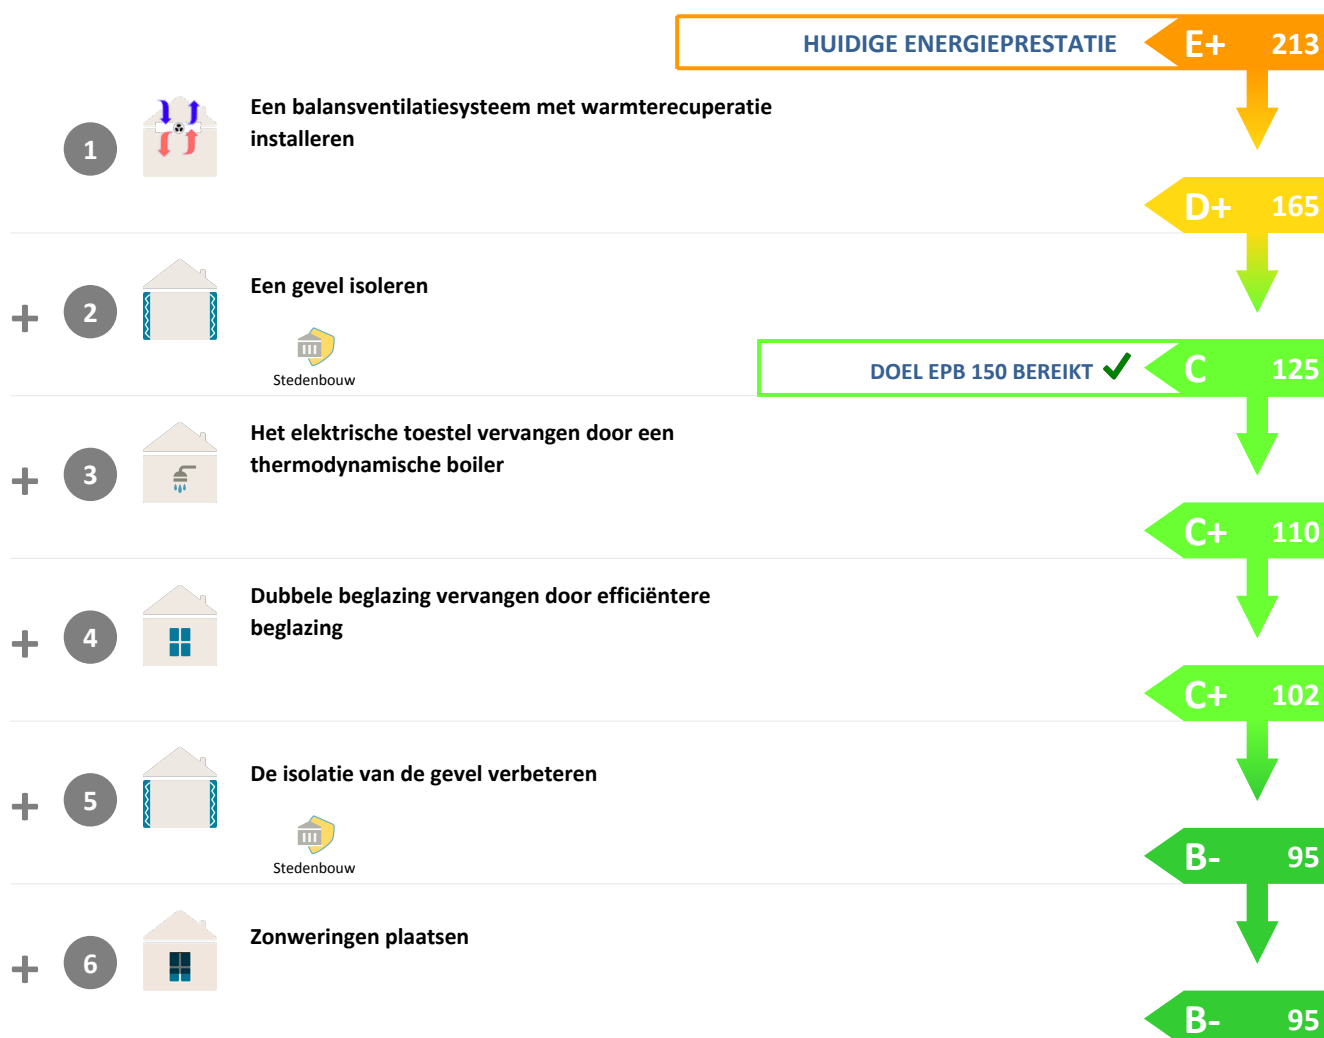 HUIDIGE ENERGIEPRESTATIE E+ 213
1 Een balansventilatiesysteem met warmterecuperatie
installeren
D+ 165
+ 2 Een gevel isoleren
Stedenbouw
DOEL EPB 150 BEREIKT ✓ C 125
+ 3 Het elektrische toestel vervangen door een
thermodynamische boiler
C+ 110
+ 4 Dubbele beglazing vervangen door efficiëntere
beglazing
C+ 102
+ 5 De isolatie van de gevel verbeteren
Stedenbouw
B- 95
+ 6 Zonweringen plaatsen
B- 95